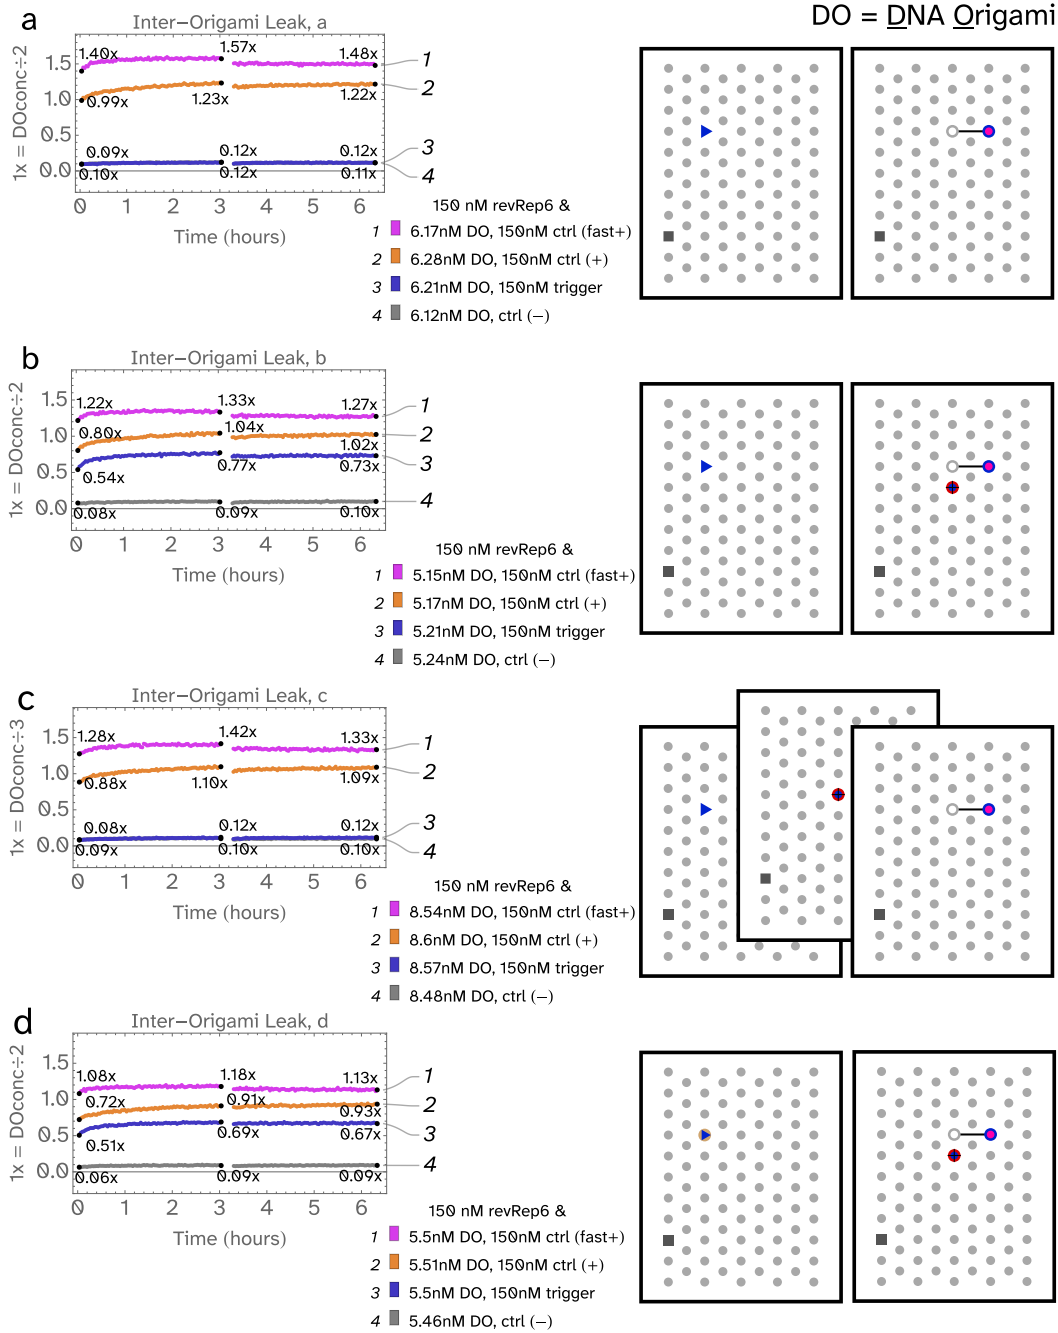 DO = DNA Origami
a
Inter−Origami Leak, a
1x = DOconc÷2
1.5
1.0
0.5
0.0
1.40x
1.57x
1.48x
0.99x
1.23x
1.22x
0.09x
0.12x
0.12x
0.10x
0.12x
0.11x
1
2
3
4
0 1 2 3 4 5 6
Time (hours)
150 nM revRep6 &
1 6.17nM DO, 150nM ctrl (fast+)
2 6.28nM DO, 150nM ctrl (+)
3 6.21nM DO, 150nM trigger
4 6.12nM DO, ctrl (−)
b
Inter−Origami Leak, b
1x = DOconc÷2
1.5
1.0
0.5
0.0
1.22x
1.33x
1.27x
0.80x
1.04x
1.02x
0.54x
0.77x
0.73x
0.08x
0.09x
0.10x
1
2
3
4
0 1 2 3 4 5 6
Time (hours)
150 nM revRep6 &
1 5.15nM DO, 150nM ctrl (fast+)
2 5.17nM DO, 150nM ctrl (+)
3 5.21nM DO, 150nM trigger
4 5.24nM DO, ctrl (−)
c
Inter−Origami Leak, c
1x = DOconc÷3
1.5
1.0
0.5
0.0
1.28x
1.42x
1.33x
0.88x
1.10x
1.09x
0.08x
0.12x
0.12x
0.09x
0.10x
0.10x
1
2
3
4
0 1 2 3 4 5 6
Time (hours)
150 nM revRep6 &
1 8.54nM DO, 150nM ctrl (fast+)
2 8.6nM DO, 150nM ctrl (+)
3 8.57nM DO, 150nM trigger
4 8.48nM DO, ctrl (−)
d
Inter−Origami Leak, d
1x = DOconc÷2
1.5
1.0
0.5
0.0
1.08x
1.18x
1.13x
0.72x
0.91x
0.93x
0.51x
0.69x
0.67x
0.06x
0.09x
0.09x
1
2
3
4
0 1 2 3 4 5 6
Time (hours)
150 nM revRep6 &
1 5.5nM DO, 150nM ctrl (fast+)
2 5.51nM DO, 150nM ctrl (+)
3 5.5nM DO, 150nM trigger
4 5.46nM DO, ctrl (−)